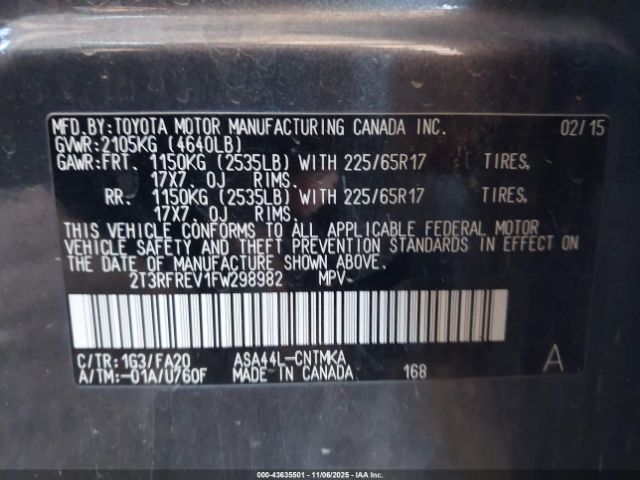 MFD.BY:TOYOTA MOTOR MANUFACTURING CANADA INC. 02/15
GVWR:2105KG (4640LB)
GAWR:FRT. 1150KG (2535LB) WITH 225/65R17 TIRES,
17X7.0J RIMS.
RR. 1150KG (2535LB) WITH 225/65R17 TIRES,
17X7.0J RIMS.
THIS VEHICLE CONFORMS TO ALL APPLICABLE FEDERAL MOTOR
VEHICLE SAFETY AND THEFT PREVENTION STANDARDS IN EFFECT ON
THE DATE OF MANUFACTURE SHOWN ABOVE.
2T3RFREV1FW298982 MPV
C/TR:1G3/FA20 ASA44L-CNTMKA A
A/TM:-01A/U760F MADE IN CANADA 168
000-43635501 - 11/06/2025 - IAA Inc.